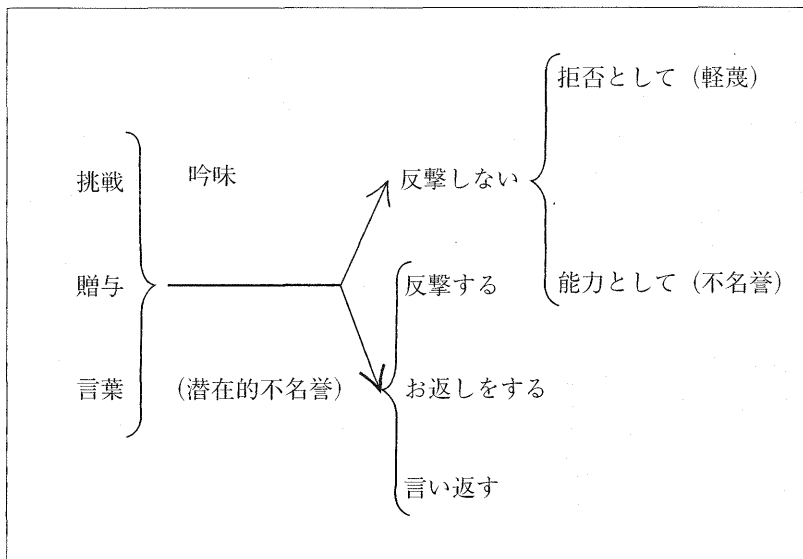 拒否として（軽蔑）
挑戦
吟味
反撃しない
贈与
反撃する
能力として（不名誉）
言葉
（潜在的不名誉）
お返しをする
言い返す